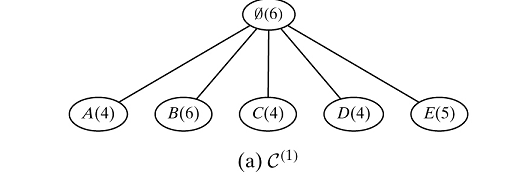 ∅(6)
A(4) B(6) C(4) D(4) E(5)
(a) 𝒞⁽¹⁾